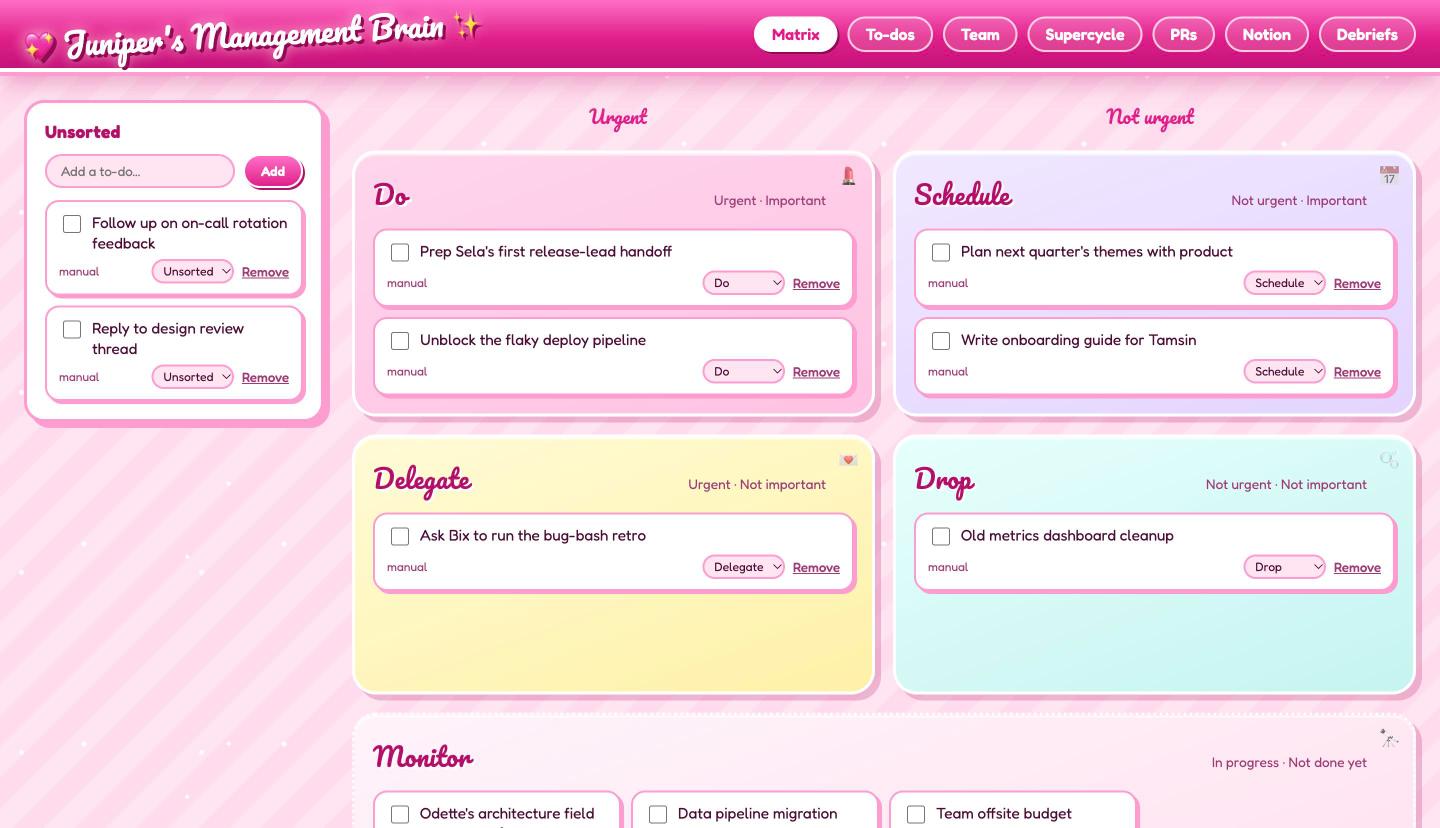 Juniper's Management Brain
Matrix
To-dos
Team
Supercycle
PRs
Notion
Debriefs
Unsorted
Add a to-do...
Add
Follow up on on-call rotation
feedback
manual
Unsorted
Remove
Reply to design review
thread
manual
Unsorted
Remove
Urgent
Not urgent
Do
Urgent · Important
Prep Sela's first release-lead handoff
manual
Do
Remove
Unblock the flaky deploy pipeline
manual
Do
Remove
Schedule
17
Not urgent · Important
Plan next quarter's themes with product
manual
Schedule
Remove
Write onboarding guide for Tamsin
manual
Schedule
Remove
Delegate
Urgent · Not important
Ask Bix to run the bug-bash retro
manual
Delegate
Remove
Drop
Not urgent · Not important
Old metrics dashboard cleanup
manual
Drop
Remove
Monitor
In progress · Not done yet
Odette's architecture field
Data pipeline migration
Team offsite budget